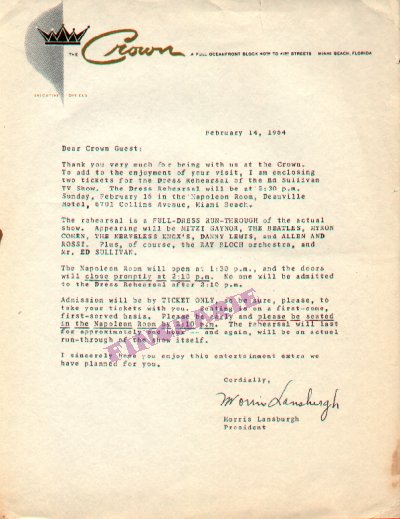 THE Crown A FULL OCEANFRONT BLOCK 40TH TO 41ST STREETS MIAMI BEACH, FLORIDA
EXECUTIVE OFFICES
February 14, 1964
Dear Crown Guest:
Thank you very much for being with us at the Crown.
To add to the enjoyment of your visit, I am enclosing
two tickets for the Dress Rehearsal of the Ed Sullivan
TV Show. The Dress Rehearsal will be at 2:30 p.m.
Sunday, February 16 in the Napoleon Room, Deauville
Hotel, 6701 Collins Avenue, Miami Beach.
The rehearsal is a FULL-DRESS RUN-THROUGH of the actual
show. Appearing will be MITZI GAYNOR, THE BEATLES, MYRON
COHEN, THE NERVELESS KNOX'S, DANNY LEWIS, and ALLEN AND
ROSSI. Plus, of course, the RAY BLOCH orchestra, and
Mr. ED SULLIVAN.
The Napoleon Room will open at 1:30 p.m., and the doors
will close promptly at 2:10 p.m. No one will be admitted
to the Dress Rehearsal after 2:10 p.m.
Admission will be by TICKET ONLY. sure, please, to
take your tickets with you. Seating is on a first-come,
first-served basis. Please be early and please be seated
in the Napoleon Room p.m. The rehearsal will last
for approximately and again, will be an actual
run-through of the show itself.
I sincerely hope you enjoy this entertainment extra we
have planned for you.
FINCKERIE
Cordially,
Morris Lansburgh
Morris Lansburgh
President